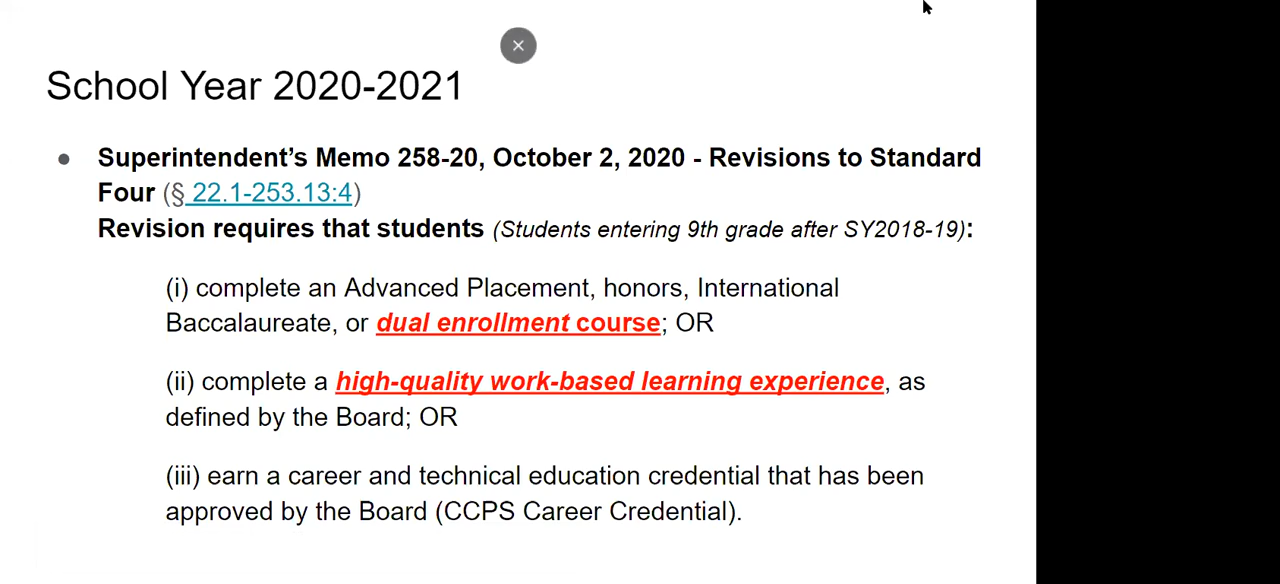 School Year 2020-2021
● Superintendent’s Memo 258-20, October 2, 2020 - Revisions to Standard
Four (§ 22.1-253.13:4)
Revision requires that students (Students entering 9th grade after SY2018-19):
(i) complete an Advanced Placement, honors, International
Baccalaureate, or dual enrollment course; OR
(ii) complete a high-quality work-based learning experience, as
defined by the Board; OR
(iii) earn a career and technical education credential that has been
approved by the Board (CCPS Career Credential).